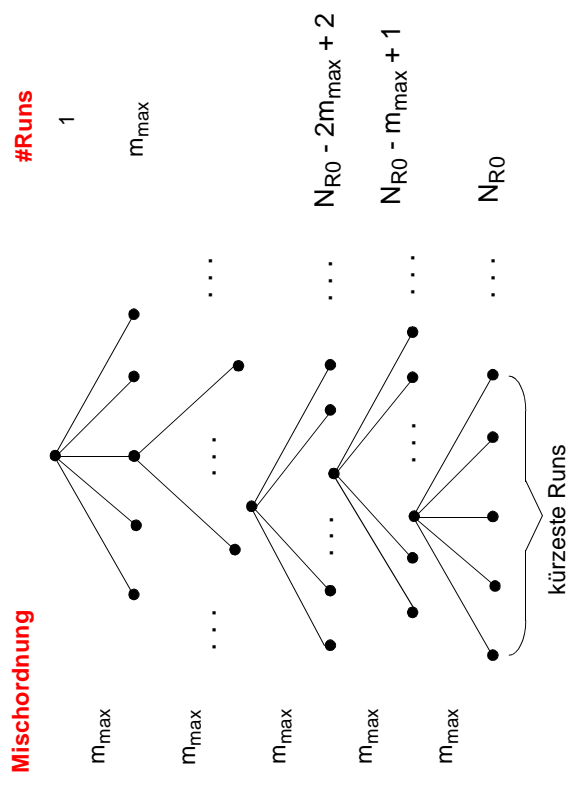 Mischordnung #Runs
1
m_max
m_max
m_max
. . . . . . . . .
m_max
. . . . . . N_R0 - 2m_max + 2
m_max
. . . . . . N_R0 - m_max + 1
m_max
. . . N_R0
kürzeste Runs